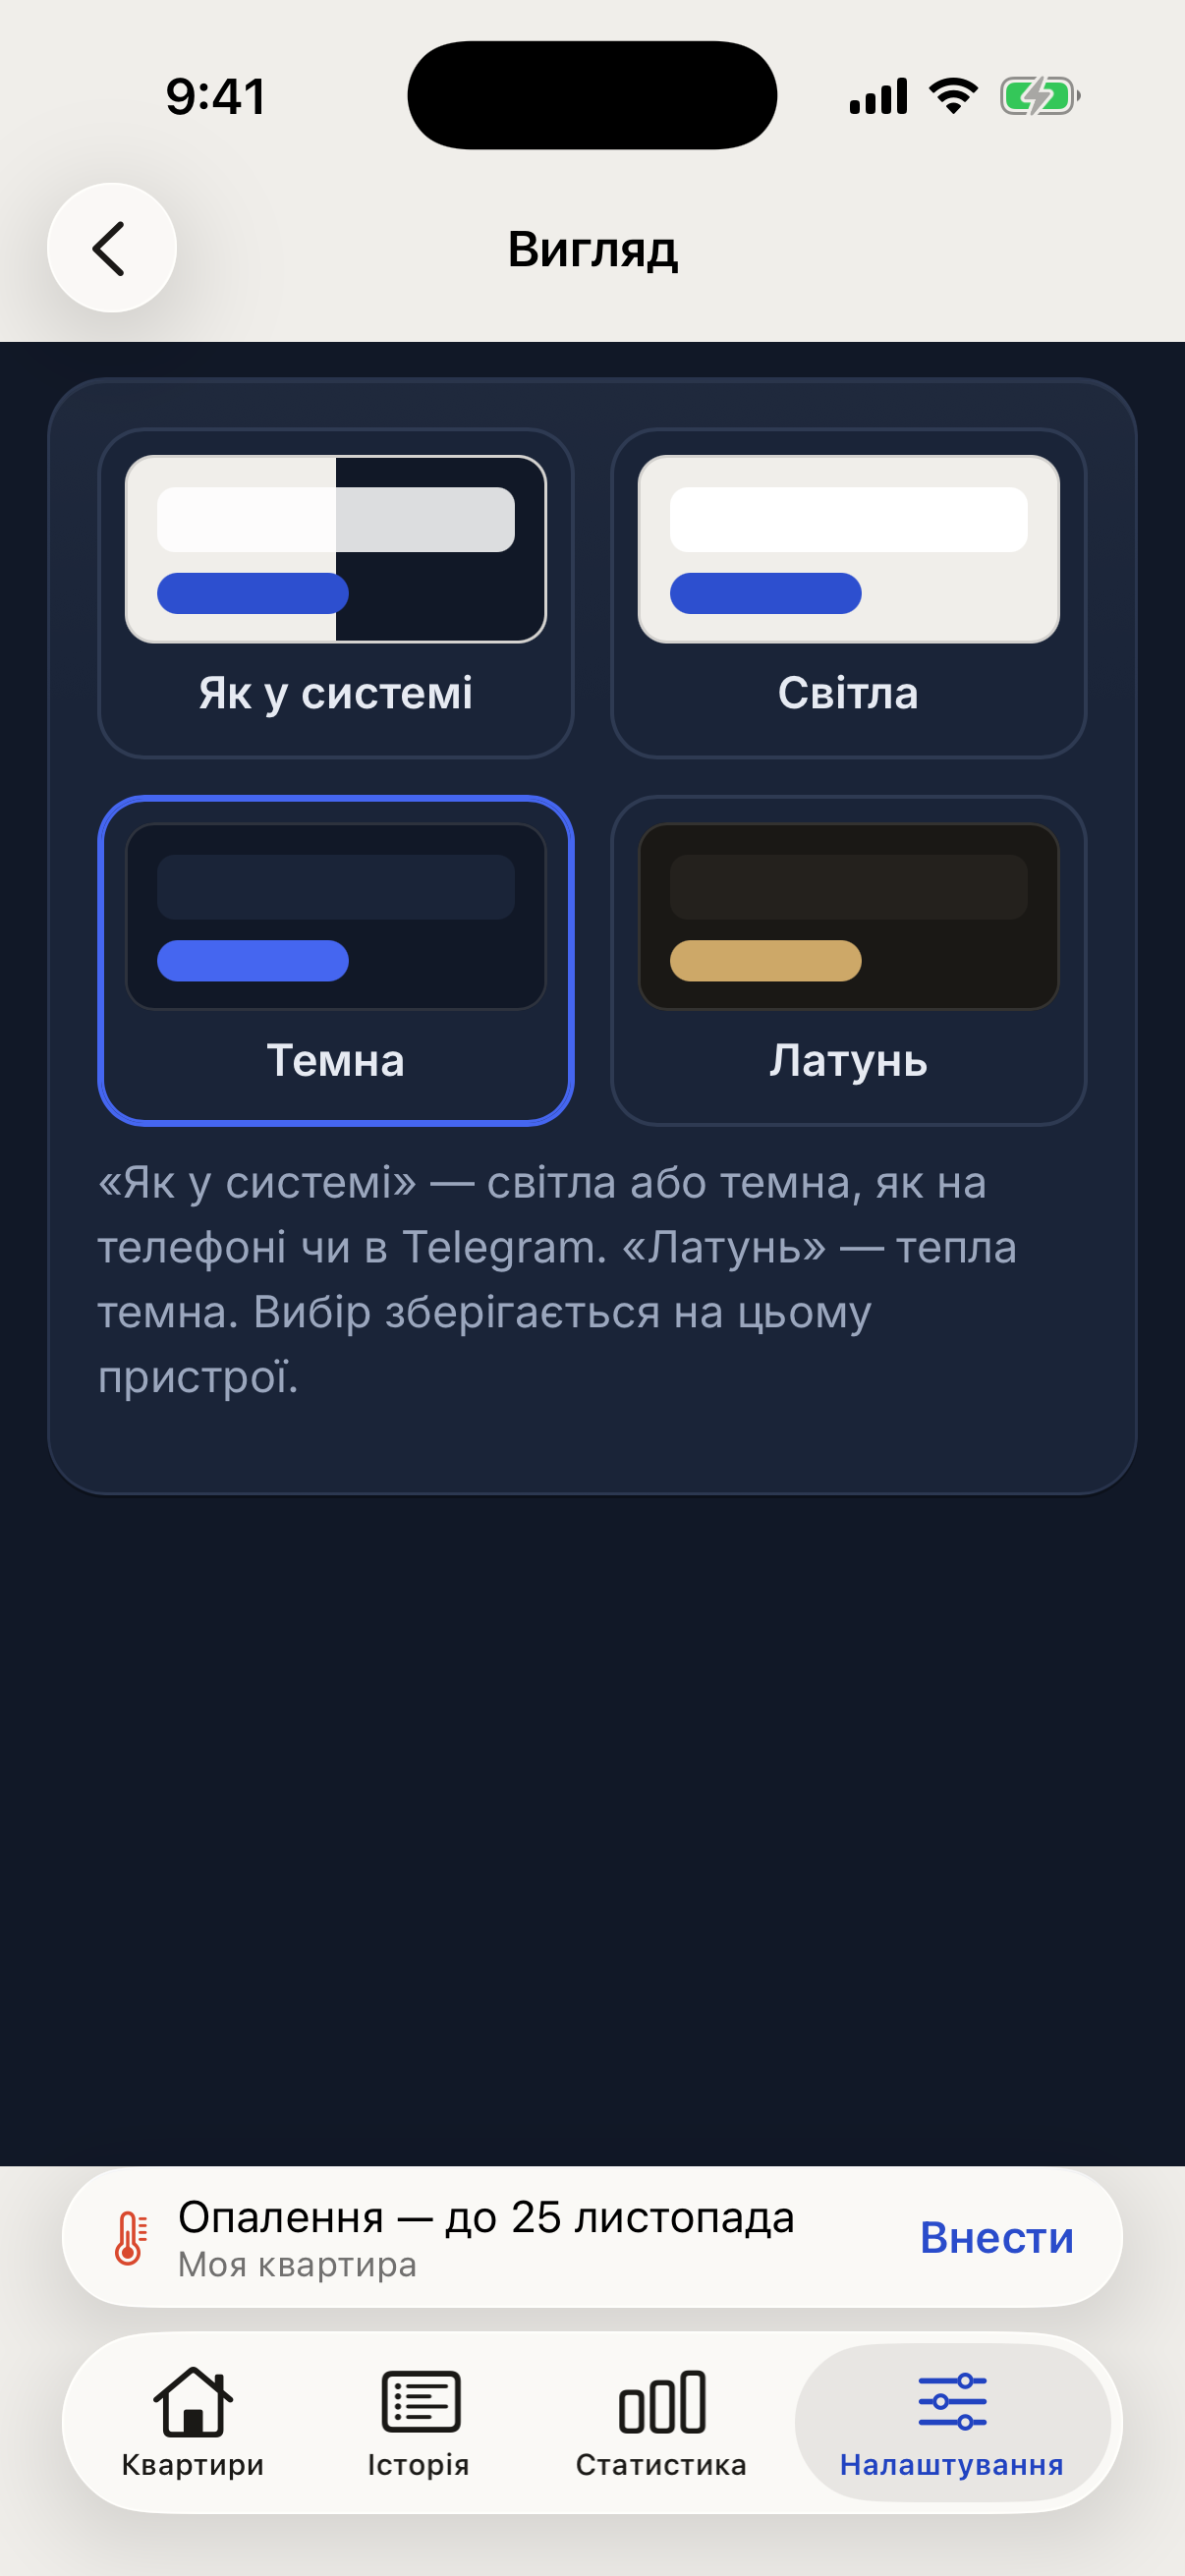 9:41
Вигляд
Як у системі
Світла
Темна
Латунь
«Як у системі» — світла або темна, як на
телефоні чи в Telegram. «Латунь» — тепла
темна. Вибір зберігається на цьому
пристрої.
Опалення — до 25 листопада
Моя квартира
Внести
Квартири
Історія
Статистика
Налаштування